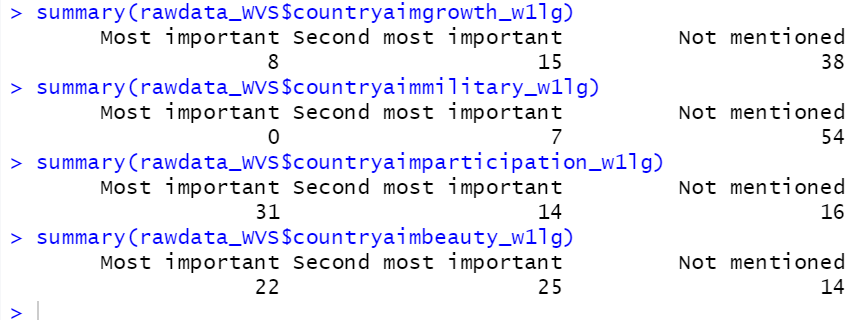 > summary(rawdata_WVS$countryaimgrowth_w1lg)
Most important Second most important Not mentioned
8 15 38
> summary(rawdata_WVS$countryaimmilitary_w1lg)
Most important Second most important Not mentioned
0 7 54
> summary(rawdata_WVS$countryaimparticipation_w1lg)
Most important Second most important Not mentioned
31 14 16
> summary(rawdata_WVS$countryaimbeauty_w1lg)
Most important Second most important Not mentioned
22 25 14
>